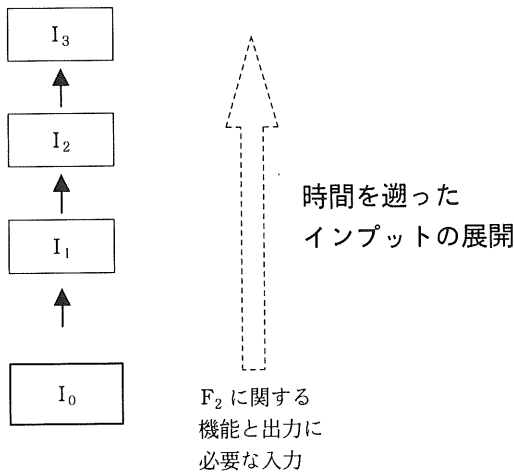 I₃
I₂
時間を遡った
インプットの展開
I₁
I₀
F₂ に関する
機能と出力に
必要な入力